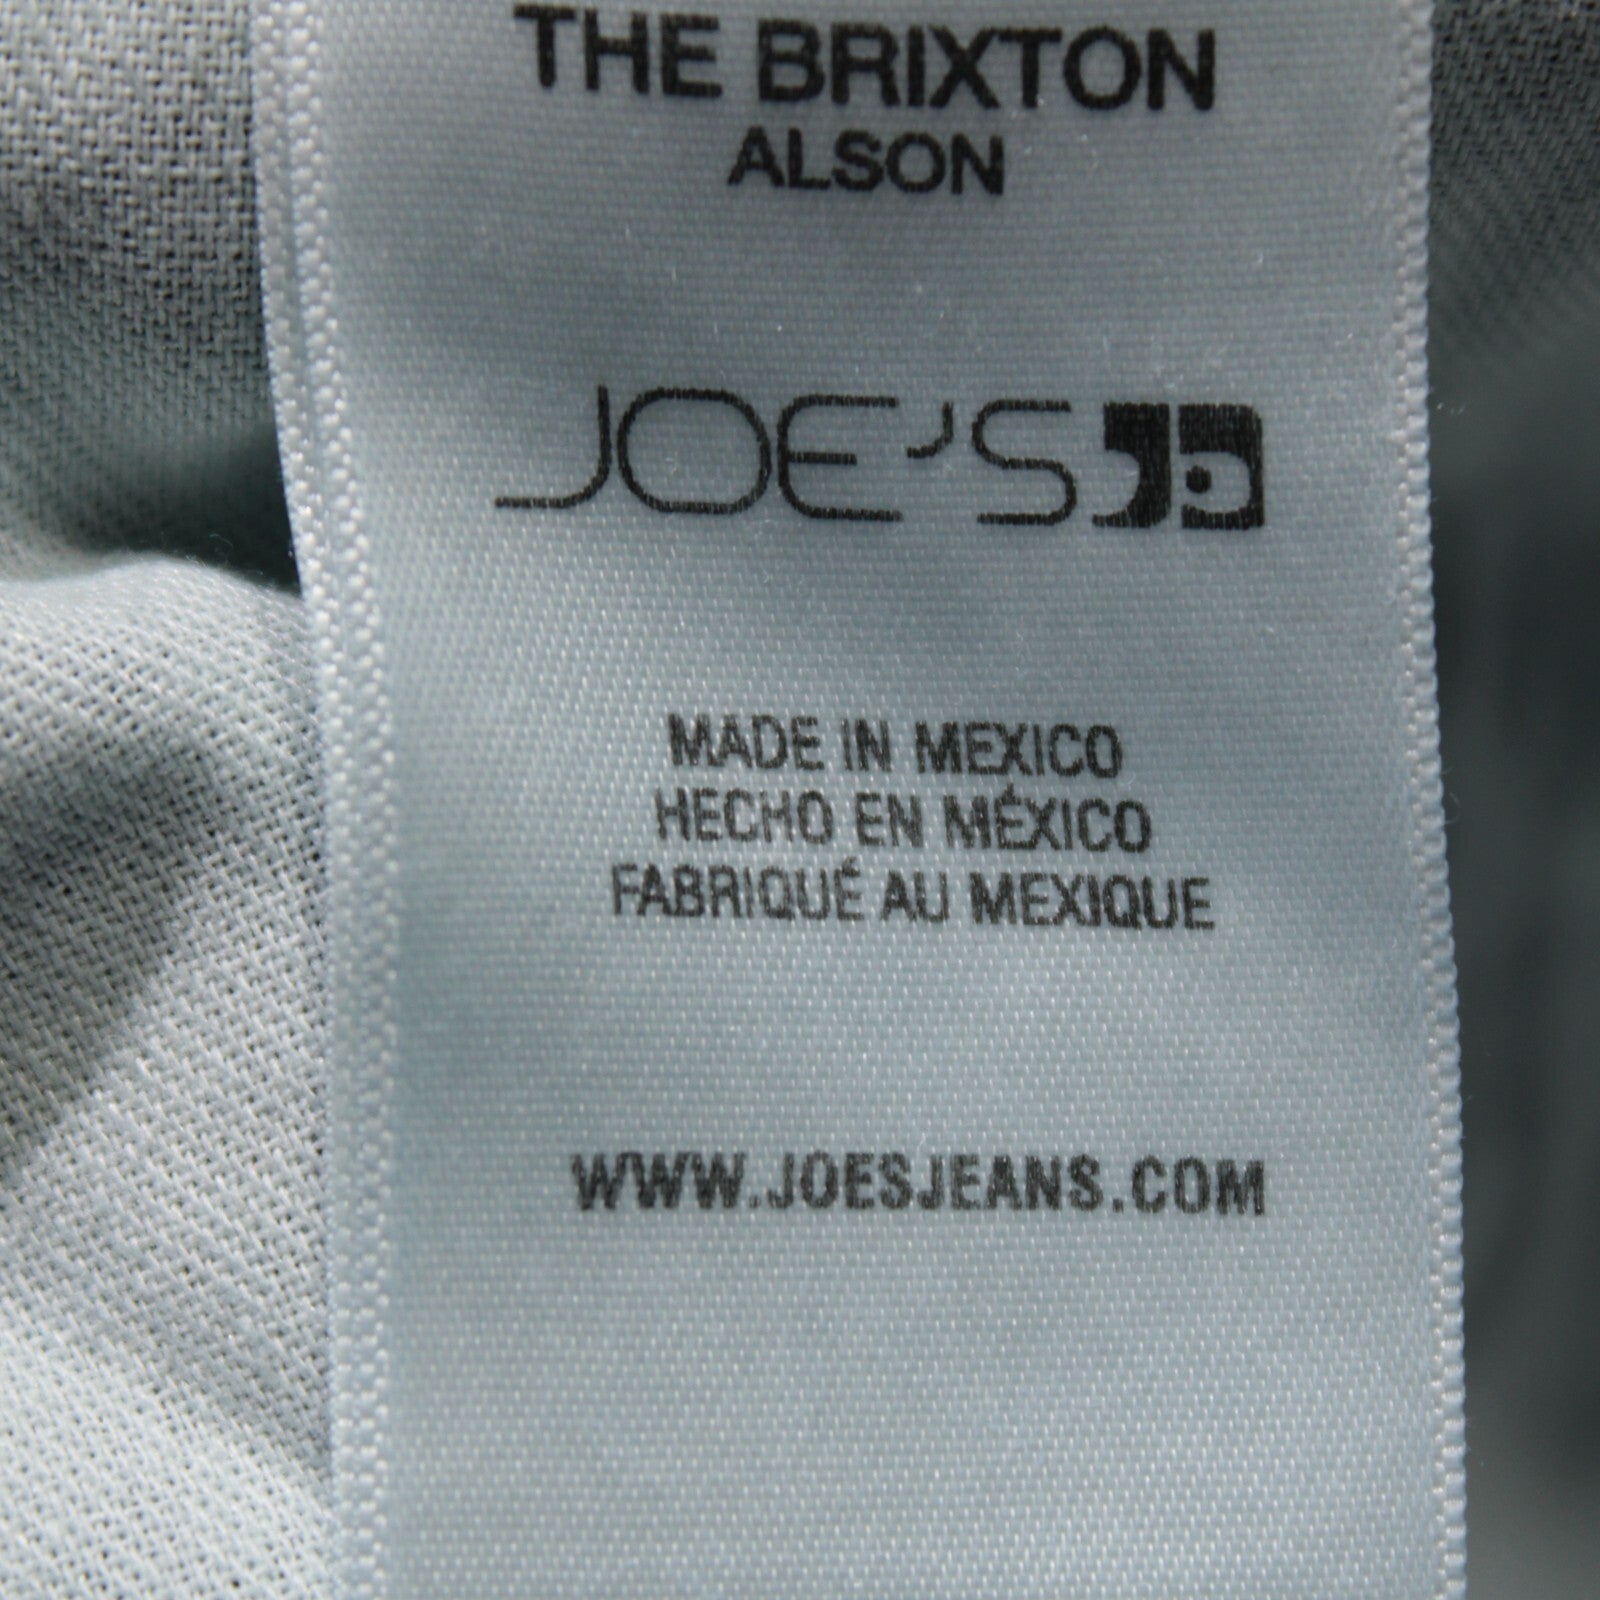 THE BRIXTON
ALSON
JOE'S
MADE IN MEXICO
HECHO EN MÉXICO
FABRIQUÉ AU MEXIQUE
WWW.JOESJEANS.COM